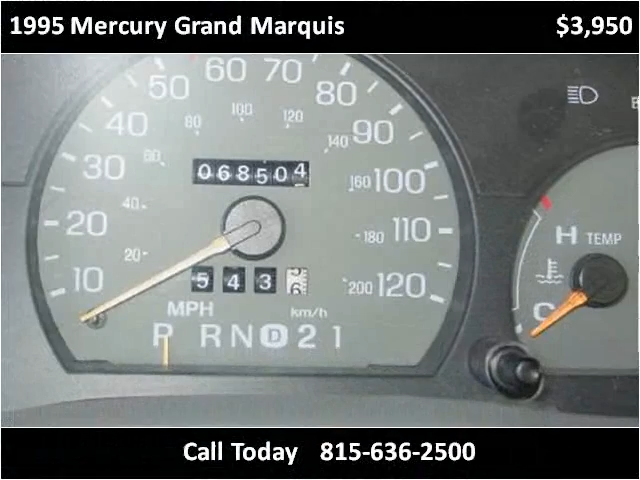 1995 Mercury Grand Marquis $3,950
60 70
50 80
100
40 80 120 90
140
30 60 068504 160 100
20 40 180 110 H TEMP
20
10 543 200 120
MPH km/h C
P R N D 2 1
Call Today 815-636-2500